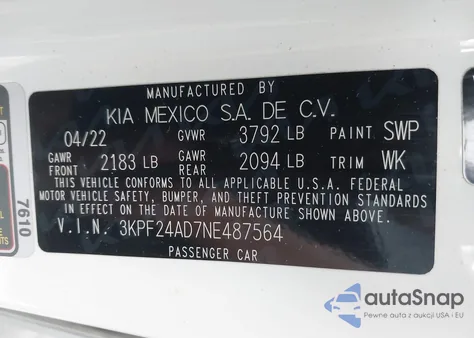 MANUFACTURED BY
KIA MEXICO S.A. DE C.V.
04/22 GVWR 3792 LB PAINT SWP
GAWR FRONT 2183 LB GAWR REAR 2094 LB TRIM WK
THIS VEHICLE CONFORMS TO ALL APPLICABLE U.S.A. FEDERAL
MOTOR VEHICLE SAFETY, BUMPER, AND THEFT PREVENTION STANDARDS
IN EFFECT ON THE DATE OF MANUFACTURE SHOWN ABOVE.
V.I.N. 3KPF24AD7NE487564
PASSENGER CAR
7610
autoSnap
Pewne auta z aukcji USA i EU